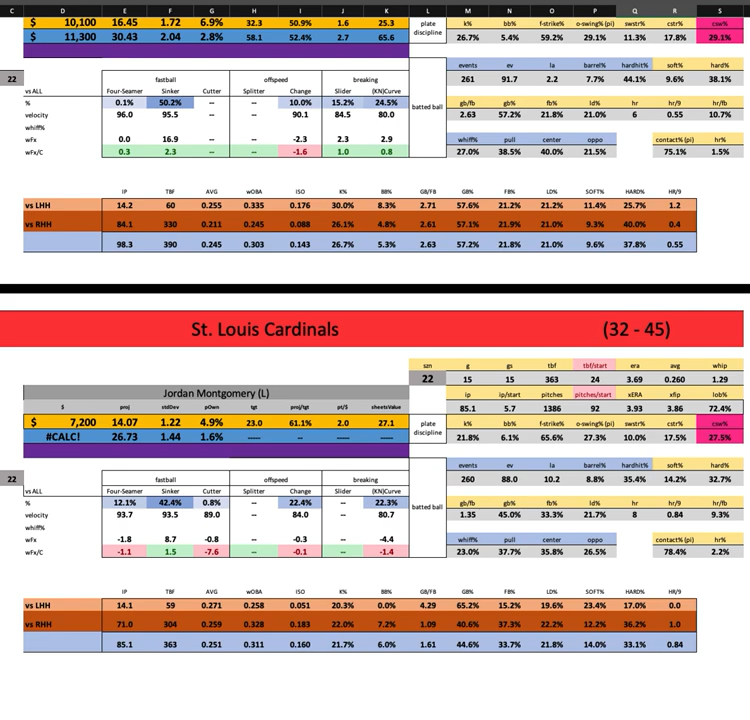 C D E F G H I J K L M N O P Q R S
$ 10,100 16.45 1.72 6.9% 32.3 50.9% 1.6 25.3 plate discipline k% bb% f-strike% o-swing% (pi) swstr% cstr% csw%
$ 11,300 30.43 2.04 2.8% 58.1 52.4% 2.7 65.6 26.7% 5.4% 59.2% 29.1% 11.3% 17.8% 29.1%
events ev la barrel% hardhit% soft% hard%
22 fastball offspeed breaking 261 91.7 2.2 7.7% 44.1% 9.6% 38.1%
vs ALL Four-Seamer Sinker Cutter Splitter Change Slider (KN)Curve
% 0.1% 50.2% -- -- 10.0% 15.2% 24.5% batted ball gb/fb gb% fb% ld% hr hr/9 hr/fb
velocity 96.0 95.5 -- -- 90.1 84.5 80.0 2.63 57.2% 21.8% 21.0% 6 0.55 10.7%
whiff%
wFx 0.0 16.9 -2.3 2.3 2.9 whiff% pull center oppo contact% (pi) hr%
wFx/C 0.3 2.3 -1.6 1.0 0.8 27.0% 38.5% 40.0% 21.5% 75.1% 1.5%
IP TBF AVG wOBA ISO K% BB% GB/FB GB% FB% LD% SOFT% HARD% HR/9
vs LHH 14.2 60 0.255 0.335 0.176 30.0% 8.3% 2.71 57.6% 21.2% 21.2% 11.4% 25.7% 1.2
vs RHH 84.1 330 0.211 0.245 0.088 26.1% 4.8% 2.61 57.1% 21.9% 21.0% 9.3% 40.0% 0.4
98.3 390 0.245 0.303 0.143 26.7% 5.3% 2.63 57.2% 21.8% 21.0% 9.6% 37.8% 0.55
St. Louis Cardinals (32 - 45)
szn g gs tbf tbf/start era avg whip
22 15 15 363 24 3.69 0.260 1.29
Jordan Montgomery (L) ip ip/start pitches pitches/start xERA xfip lob%
$ proj stdDev pOwn tgt proj/tgt pt/$ sheetsValue 85.1 5.7 1386 92 3.93 3.86 72.4%
$ 7,200 14.07 1.22 4.9% 23.0 61.1% 2.0 27.1 plate discipline k% bb% f-strike% o-swing% (pi) swstr% cstr% csw%
#CALC! 26.73 1.44 1.6% ---- ---- -- ---- 21.8% 6.1% 65.6% 27.3% 10.0% 17.5% 27.5%
events ev la barrel% hardhit% soft% hard%
22 fastball offspeed breaking 260 88.0 10.2 8.8% 35.4% 14.2% 32.7%
vs ALL Four-Seamer Sinker Cutter Splitter Change Slider (KN)Curve
% 12.1% 42.4% 0.8% -- 22.4% -- 22.3% batted ball gb/fb gb% fb% ld% hr hr/9 hr/fb
velocity 93.7 93.5 89.0 -- 84.0 -- 80.7 1.35 45.0% 33.3% 21.7% 8 0.84 9.3%
whiff%
wFx -1.8 8.7 -0.8 -0.3 -4.4 whiff% pull center oppo contact% (pi) hr%
wFx/C -1.1 1.5 -7.6 -0.1 -1.4 23.0% 37.7% 35.8% 26.5% 78.4% 2.2%
IP TBF AVG wOBA ISO K% BB% GB/FB GB% FB% LD% SOFT% HARD% HR/9
vs LHH 14.1 59 0.271 0.258 0.051 20.3% 0.0% 4.29 65.2% 15.2% 19.6% 23.4% 17.0% 0.0
vs RHH 71.0 304 0.259 0.328 0.183 22.0% 7.2% 1.09 40.6% 37.3% 22.2% 12.2% 36.2% 1.0
85.1 363 0.251 0.311 0.160 21.7% 6.0% 1.61 44.6% 33.7% 21.8% 14.0% 33.1% 0.84